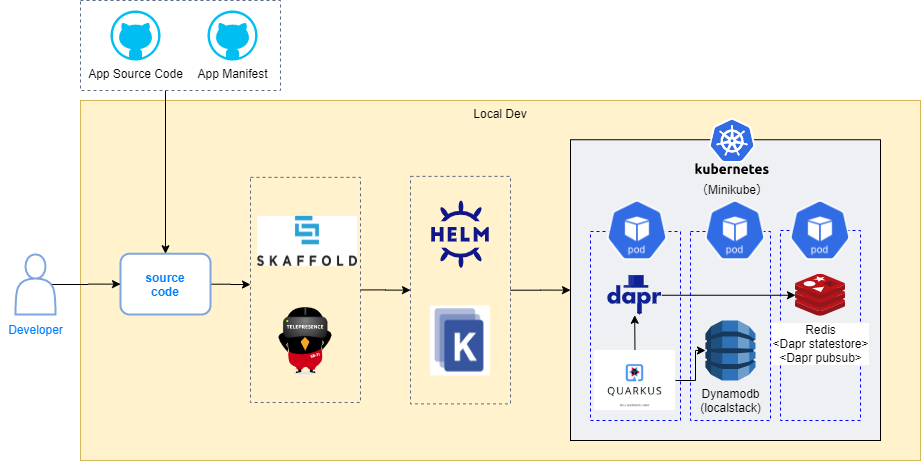 App Source Code
App Manifest
Local Dev
kubernetes
（Minikube）
SKAFFOLD
HELM
pod
pod
pod
source
code
dapr
Developer
TELEPRESENCE
K
Redis
<Dapr statestore>
<Dapr pubsub>
QUARKUS
Dynamodb
(localstack)